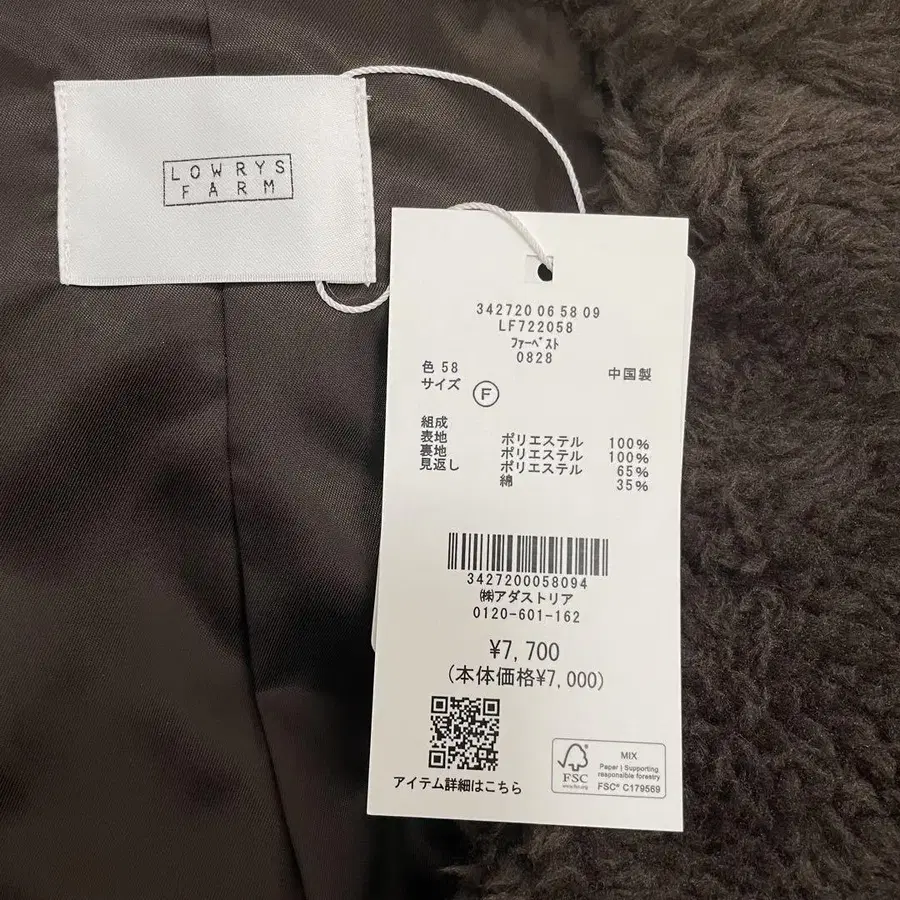 LOWRYS
FARM
342720 06 58 09
LF722058
ファーベスト
0828
色 58
中国製
サイズ F
組成
表地 ポリエステル 100%
裏地 ポリエステル 100%
見返し ポリエステル 65%
綿 35%
3427200058094
㈱アダストリア
0120-601-162
¥7,700
(本体価格¥7,000)
アイテム詳細はこちら
FSC
www.fsc.org
MIX
Paper | Supporting
responsible forestry
FSC® C179569